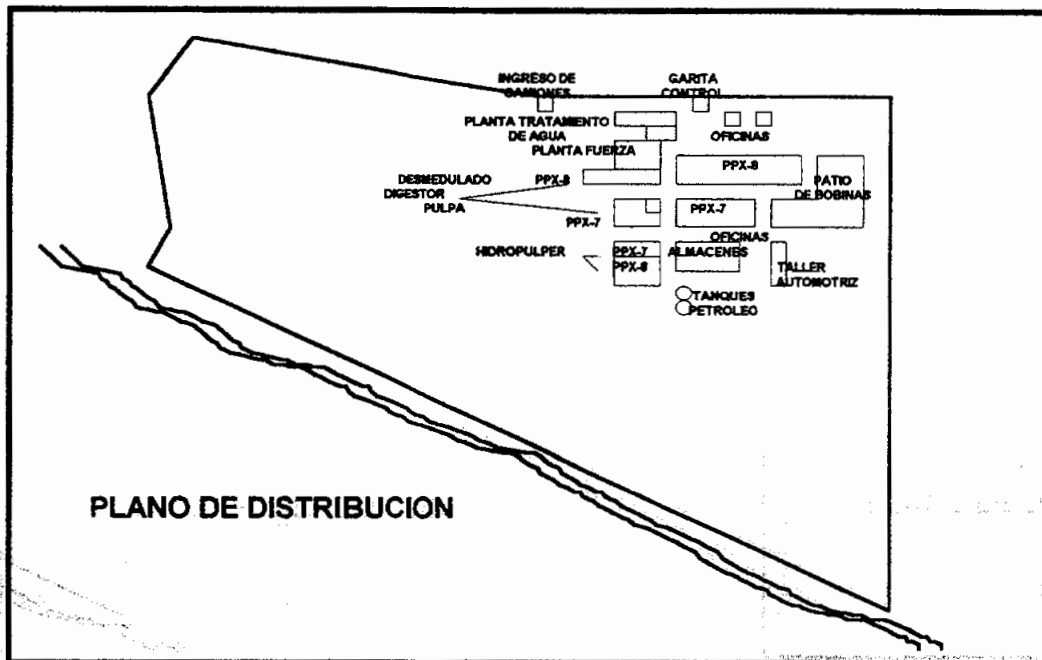 INGRESO DE
CAMIONES
GARITA
CONTROL
PLANTA TRATAMIENTO
DE AGUA
OFICINAS
PLANTA FUERZA
PPX-8
PATIO
DE BOBINAS
DESMEDULADO
DIGESTOR
PULPA
PPX-8
PPX-7
PPX-7
OFICINAS
HIDROPULPER
PPX-7
PPX-8
ALMACENES
TALLER
AUTOMOTRIZ
TANQUES
PETROLEO
PLANO DE DISTRIBUCION